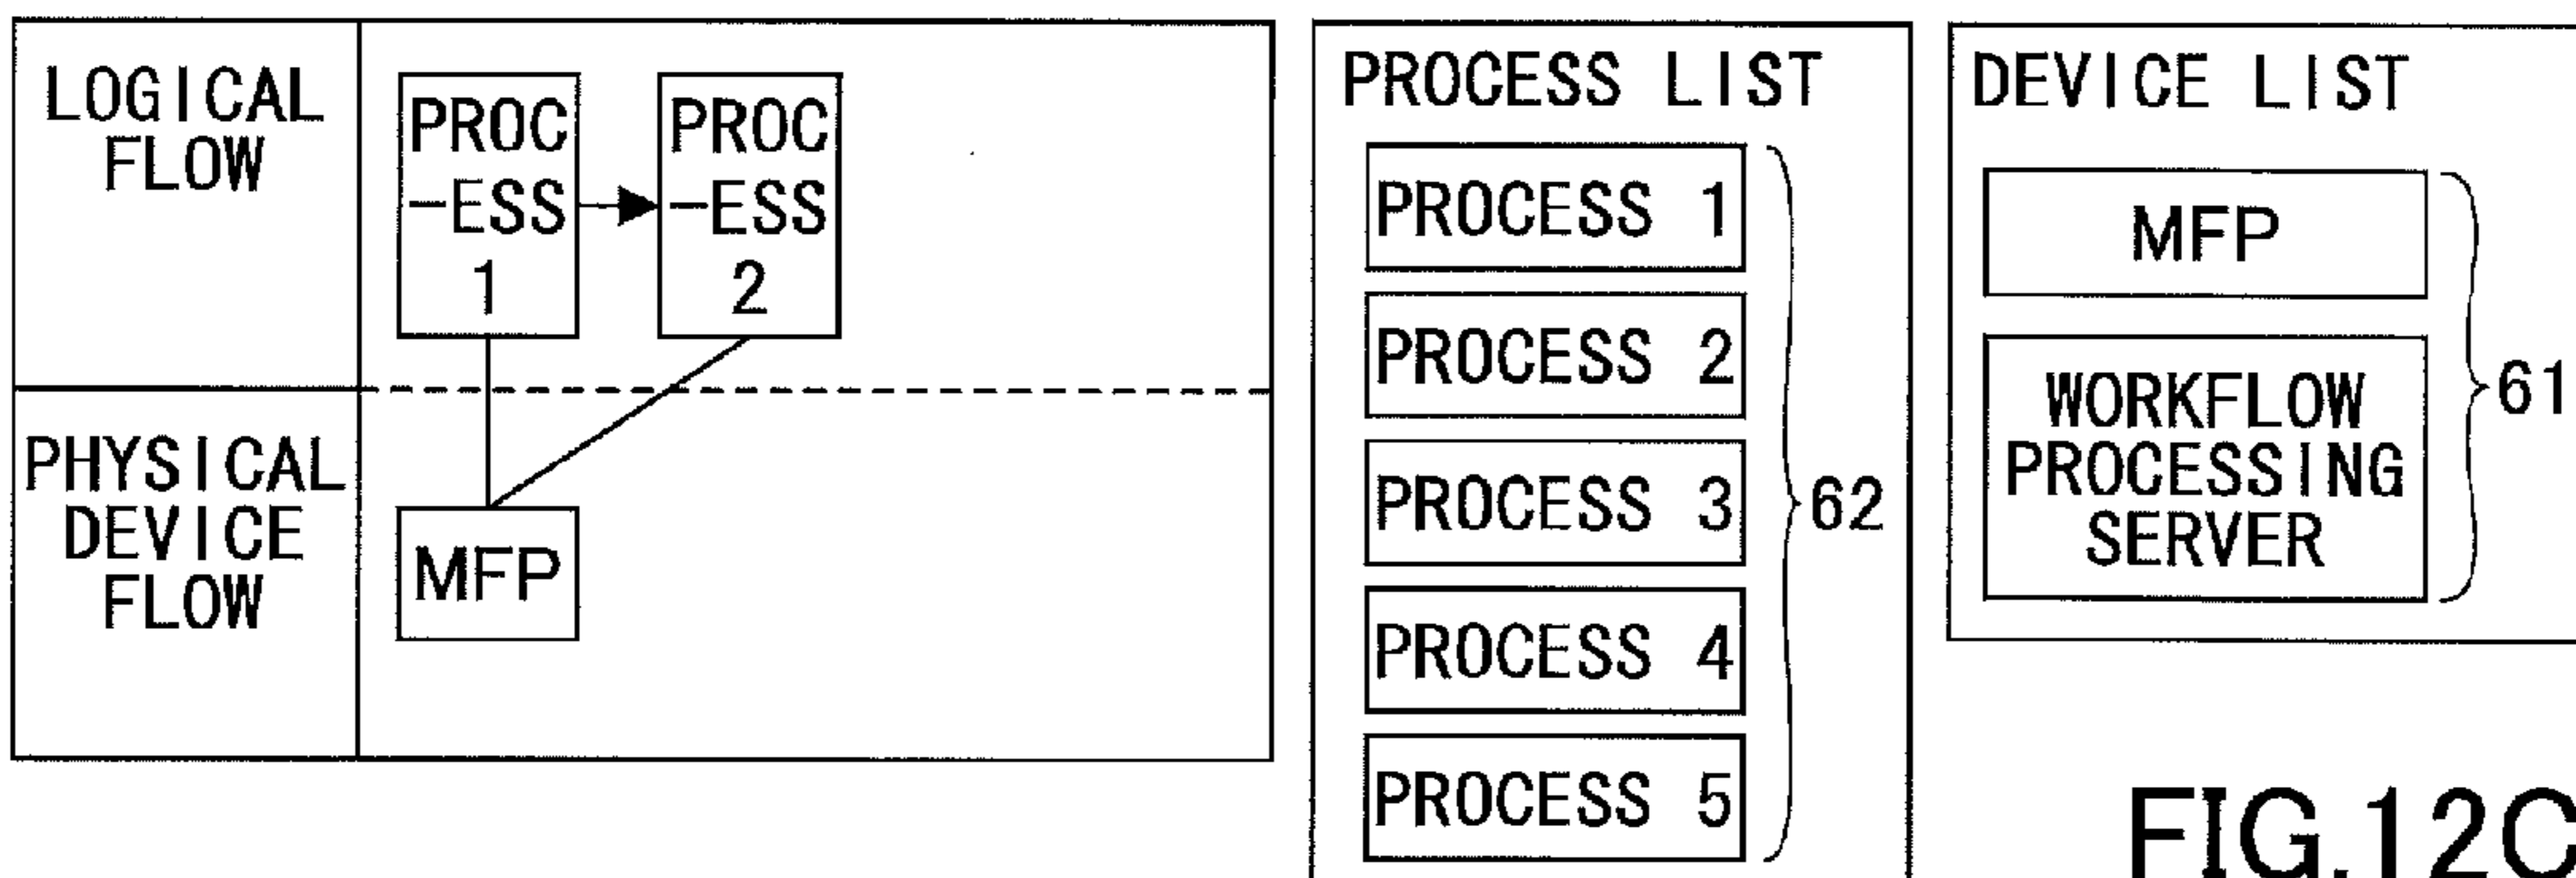 LOGICAL
FLOW
PROC
-ESS
1
PROC
-ESS
2
PHYSICAL
DEVICE
FLOW
MFP
PROCESS LIST
PROCESS 1
PROCESS 2
PROCESS 3
PROCESS 4
PROCESS 5
62
DEVICE LIST
MFP
WORKFLOW
PROCESSING
SERVER
61
FIG.12C